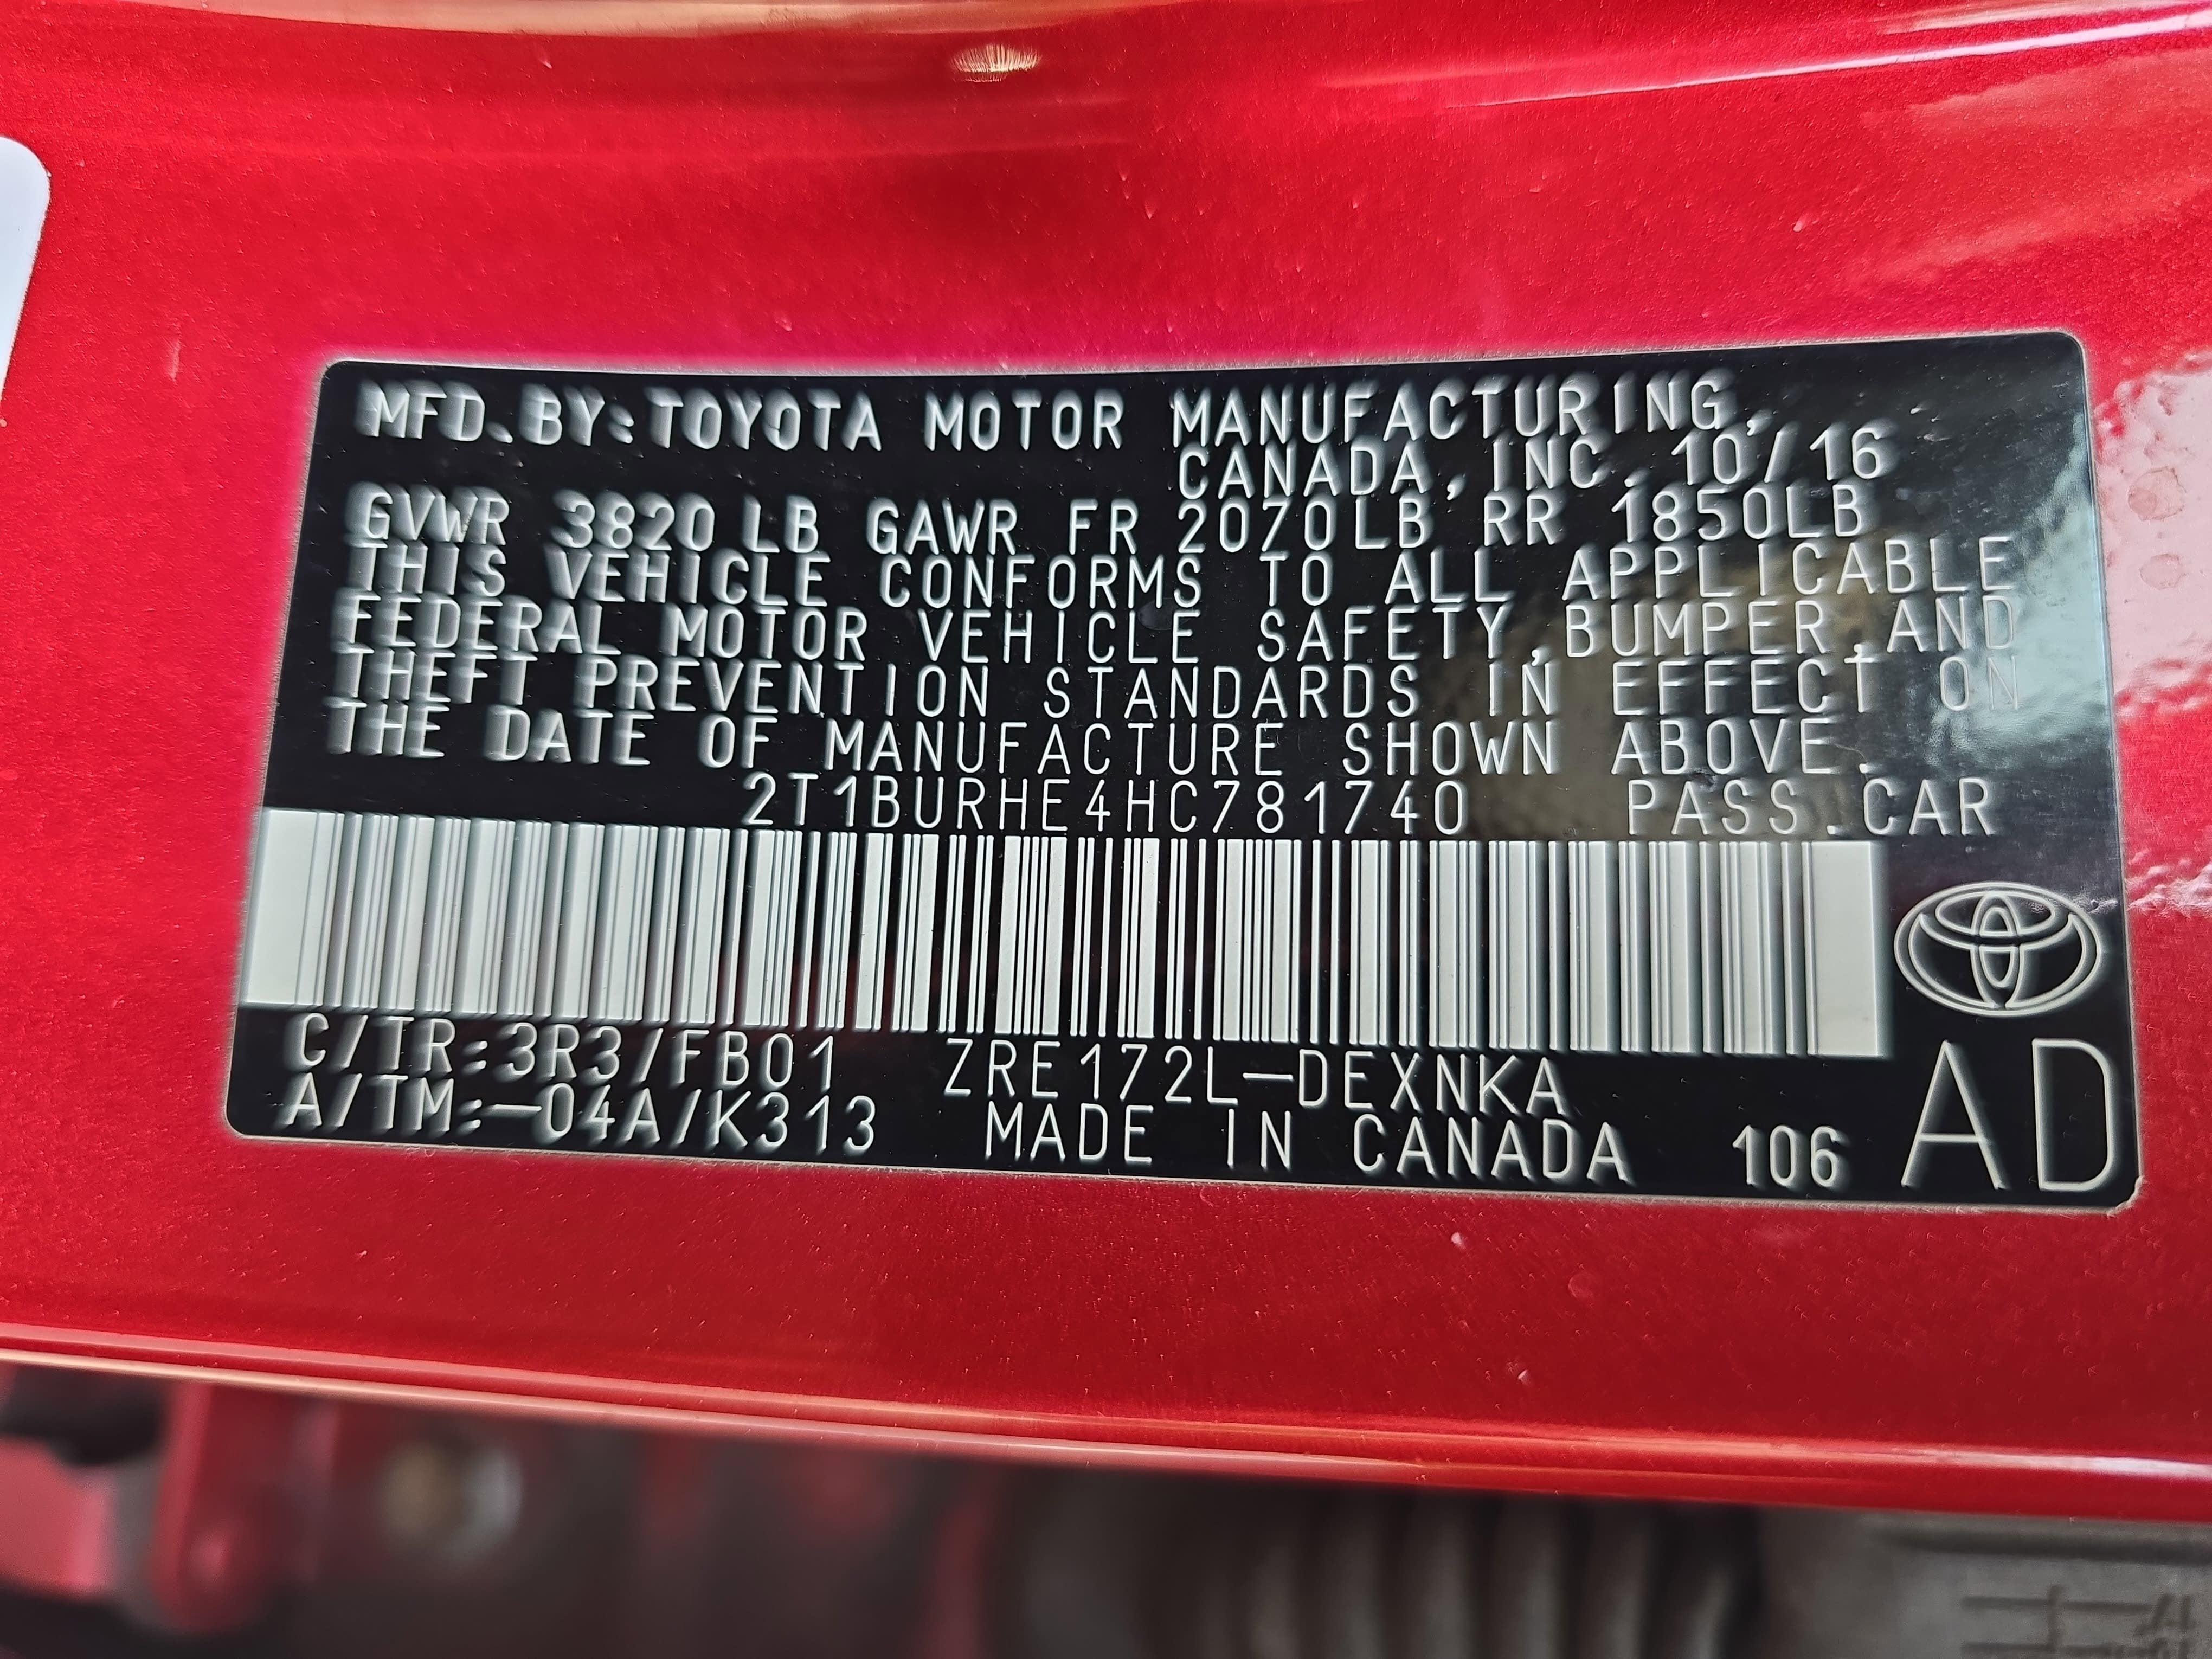 MFD.BY:TOYOTA MOTOR MANUFACTURING,
CANADA,INC. 10/16
GVWR 3820LB GAWR FR 2070LB RR 1850LB
THIS VEHICLE CONFORMS TO ALL APPLICABLE
FEDERAL MOTOR VEHICLE SAFETY,BUMPER,AND
THEFT PREVENTION STANDARDS IN EFFECT ON
THE DATE OF MANUFACTURE SHOWN ABOVE.
2T1BURHE4HC781740 PASS.CAR
C/TR:3R3/FB01 ZRE172L-DEXNKA
A/TM:-04A/K313 MADE IN CANADA 106 AD